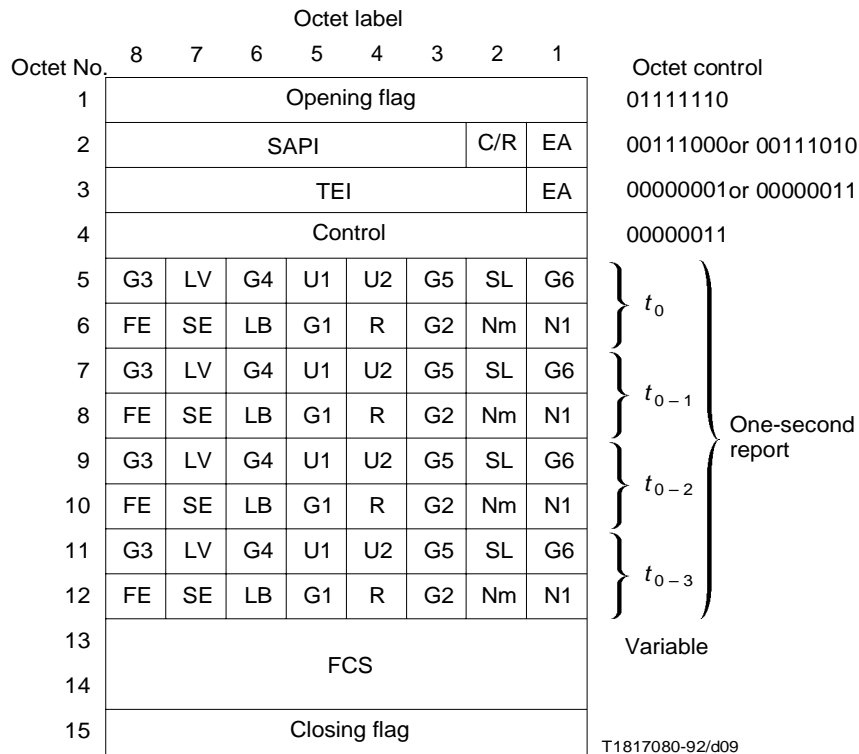 Octet label
Octet No. 8 7 6 5 4 3 2 1 Octet control
1 Opening flag 01111110
2 SAPI C/R EA 00111000 or 00111010
3 TEI EA 00000001 or 00000011
4 Control 00000011
5 G3 LV G4 U1 U2 G5 SL G6
t0
6 FE SE LB G1 R G2 Nm N1
7 G3 LV G4 U1 U2 G5 SL G6
t0 – 1
8 FE SE LB G1 R G2 Nm N1
One-second
report
9 G3 LV G4 U1 U2 G5 SL G6
t0 – 2
10 FE SE LB G1 R G2 Nm N1
11 G3 LV G4 U1 U2 G5 SL G6
t0 – 3
12 FE SE LB G1 R G2 Nm N1
13 Variable
FCS
14
15 Closing flag
T1817080-92/d09